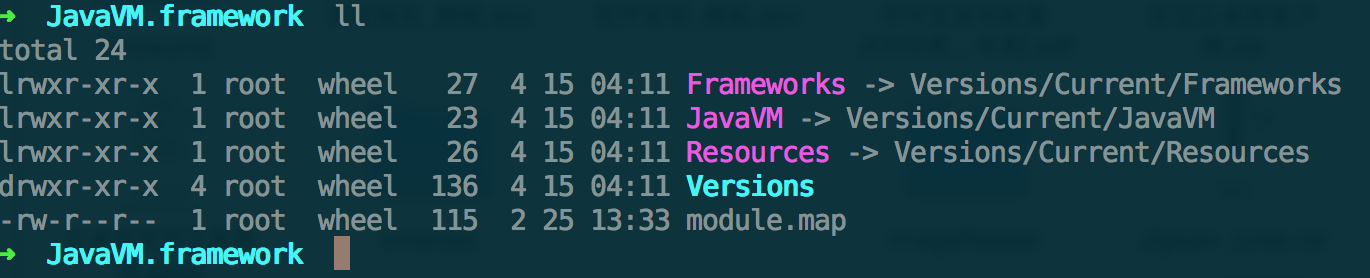 ➜  JavaVM.framework  ll
total 24
lrwxr-xr-x  1 root  wheel   27  4 15 04:11 Frameworks -> Versions/Current/Frameworks
lrwxr-xr-x  1 root  wheel   23  4 15 04:11 JavaVM -> Versions/Current/JavaVM
lrwxr-xr-x  1 root  wheel   26  4 15 04:11 Resources -> Versions/Current/Resources
drwxr-xr-x  4 root  wheel  136  4 15 04:11 Versions
-rw-r--r--  1 root  wheel  115  2 25 13:33 module.map
➜  JavaVM.framework